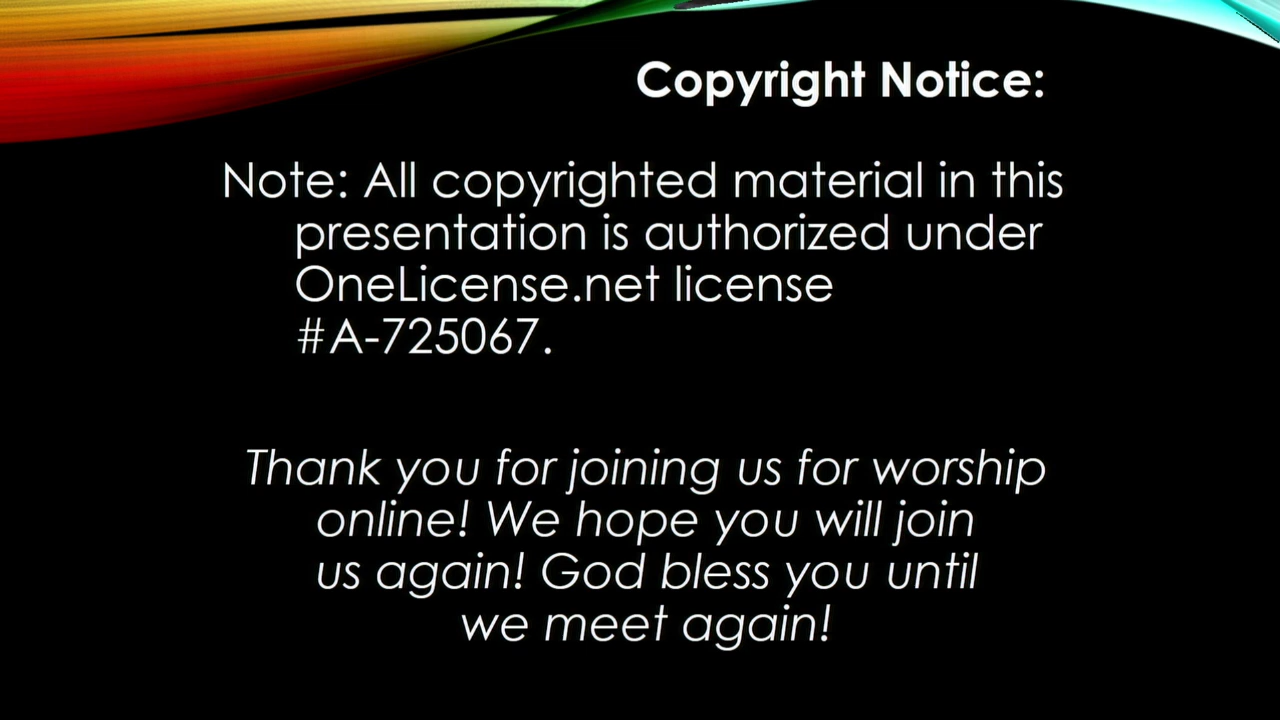 Copyright Notice:
Note: All copyrighted material in this
presentation is authorized under
OneLicense.net license
#A-725067.
Thank you for joining us for worship
online! We hope you will join
us again! God bless you until
we meet again!